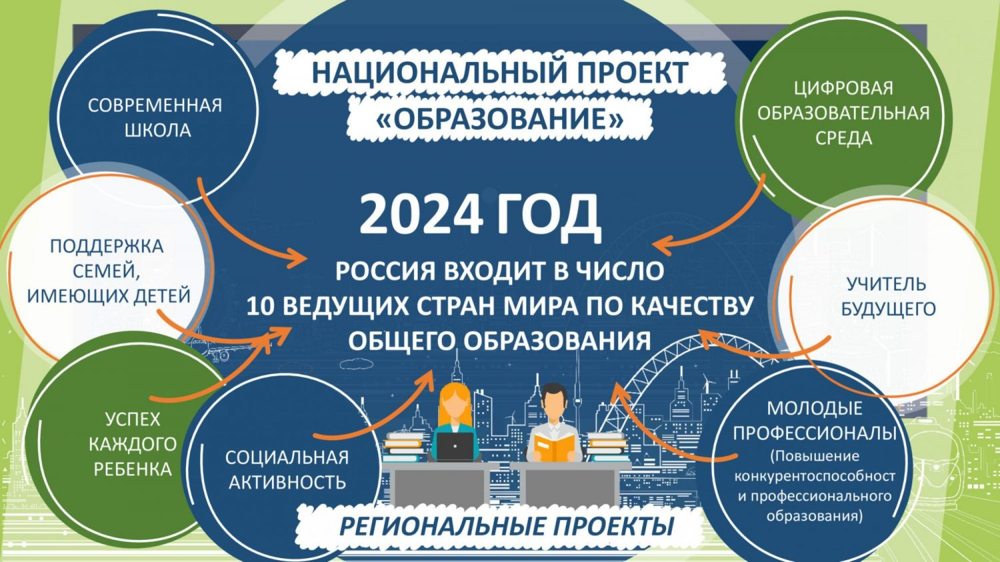 НАЦИОНАЛЬНЫЙ ПРОЕКТ
«ОБРАЗОВАНИЕ»
СОВРЕМЕННАЯ
ШКОЛА
ЦИФРОВАЯ
ОБРАЗОВАТЕЛЬНАЯ
СРЕДА
2024 ГОД
РОССИЯ ВХОДИТ В ЧИСЛО
10 ВЕДУЩИХ СТРАН МИРА ПО КАЧЕСТВУ
ОБЩЕГО ОБРАЗОВАНИЯ
ПОДДЕРЖКА
СЕМЕЙ,
ИМЕЮЩИХ ДЕТЕЙ
УЧИТЕЛЬ
БУДУЩЕГО
УСПЕХ
КАЖДОГО
РЕБЕНКА
СОЦИАЛЬНАЯ
АКТИВНОСТЬ
МОЛОДЫЕ
ПРОФЕССИОНАЛЫ
(Повышение
конкурентоспособност
и профессионального
образования)
РЕГИОНАЛЬНЫЕ ПРОЕКТЫ